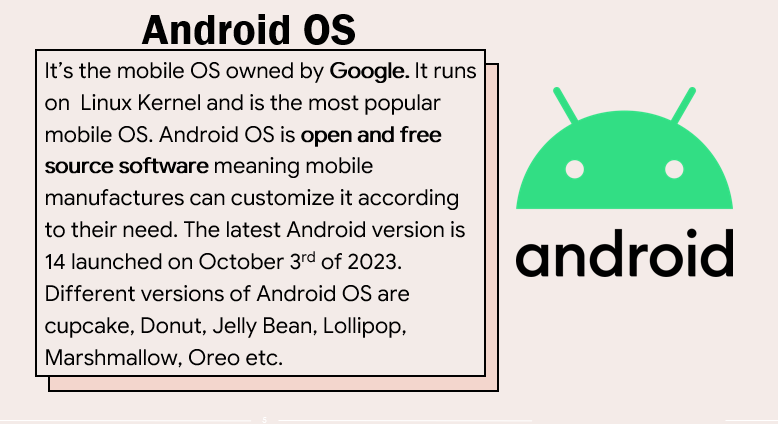 Android OS
It's the mobile OS owned by Google. It runs
on Linux Kernel and is the most popular
mobile OS. Android OS is open and free
source software meaning mobile
manufactures can customize it according
to their need. The latest Android version is
14 launched on October 3rd of 2023.
Different versions of Android OS are
cupcake, Donut, Jelly Bean, Lollipop,
Marshmallow, Oreo etc.
android